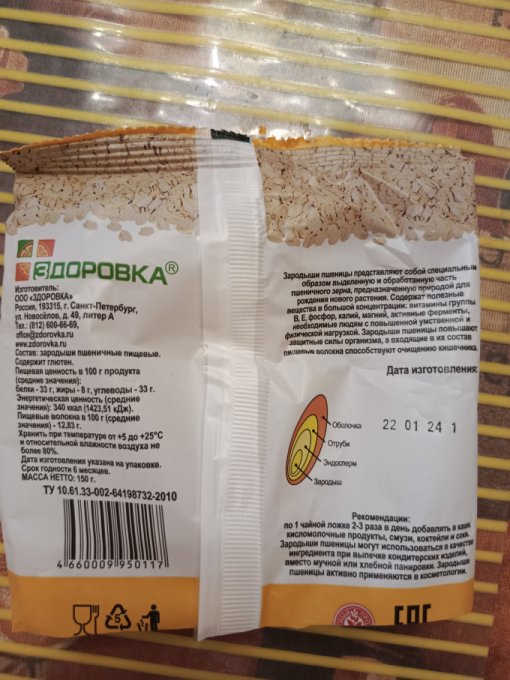 ЗДОРОВКА®
Изготовитель:
ООО «ЗДОРОВКА»
Россия, 193315, г. Санкт-Петербург,
ул. Новосёлов, д. 49, литер А
Тел.: (812) 600-66-69,
office@zdorovka.ru
www.zdorovka.ru
Состав: зародыши пшеничные пищевые.
Содержит глютен.
Пищевая ценность в 100 г продукта
(средние значения):
белки - 33 г, жиры - 8 г, углеводы - 33 г.
Энергетическая ценность (средние
значения): 340 ккал (1423,51 кДж).
Пищевые волокна в 100 г (средние
значения) - 12,83 г.
Хранить при температуре от +5 до +25°С
и относительной влажности воздуха не
более 80%.
Дата изготовления указана на упаковке.
Срок годности 6 месяцев.
МАССА НЕТТО: 150 г.
ТУ 10.61.33-002-64198732-2010
4 660009 950117
5
Зародыши пшеницы представляют собой специальным
образом выделенную и обработанную часть
пшеничного зерна, предназначенную природой для
рождения нового растения. Содержат полезные
вещества в большой концентрации: витамины группы
В, Е, фосфор, калий, магний, активные ферменты,
необходимые людям с повышенной умственной и
физической нагрузкой. Зародыши пшеницы повышают
защитные силы организма, а входящие в их состав
пищевые волокна способствуют очищению кишечника.
Дата изготовления:
22 01 24 1
Оболочка
Отруби
Эндосперм
Зародыш
Рекомендации:
по 1 чайной ложке 2-3 раза в день добавлять в каши,
кисломолочные продукты, смузи, коктейли и соки.
Зародыши пшеницы могут использоваться в качестве
ингредиента при выпечке кондитерских изделий,
вместо мучной или хлебной панировки. Зародыши
пшеницы активно применяются в косметологии.
ЕАС